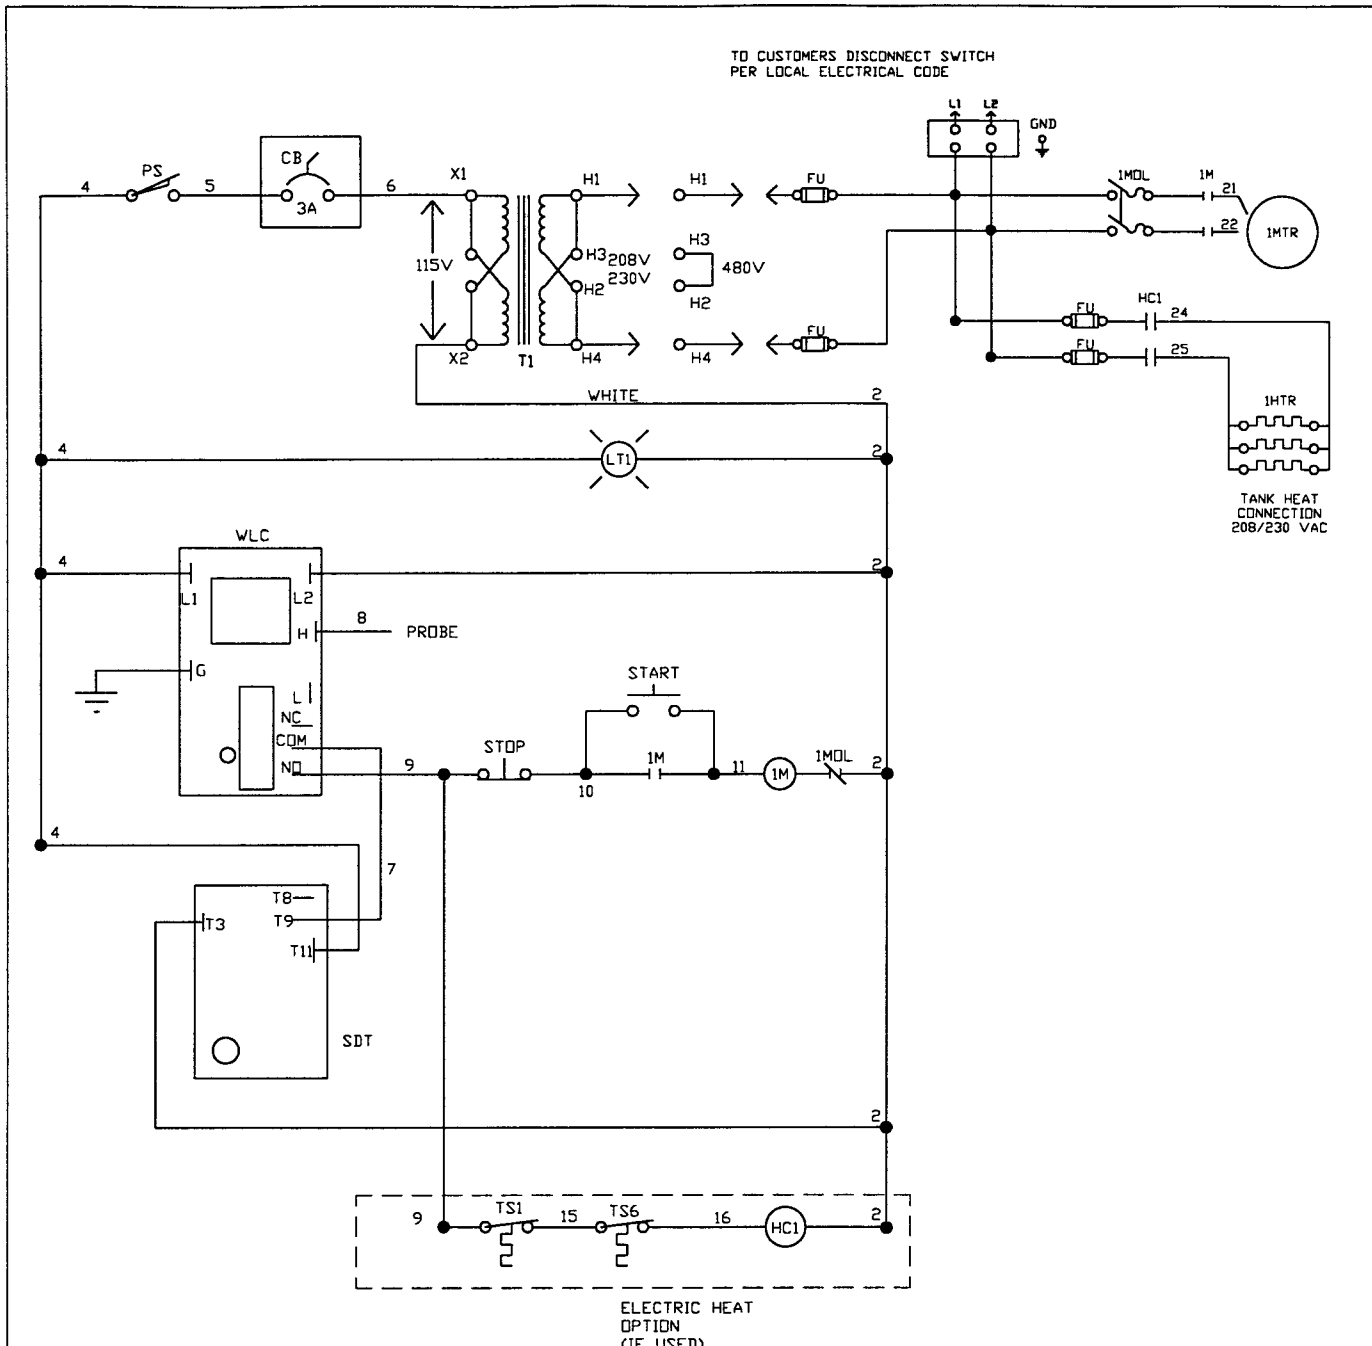 TO CUSTOMERS DISCONNECT SWITCH
PER LOCAL ELECTRICAL CODE
L1 L2
GND
4 PS 5 CB 3A 6 X1 H1 H1 FU 1MOL 1M 21
22 1MTR
115V H3 208V H3 480V
H2 230V H2
X2 T1 H4 H4 FU
FU HC1 24
FU 25
WHITE 2
1HTR
4 LT1 2
TANK HEAT
CONNECTION
208/230 VAC
WLC
4 L1 L2 2
H 8 PROBE
G
L
NC
COM
NO 9 STOP 10 START 1M 11 1M 1MOL 2
4
7
T8
T3 T9
T11
SDT
2
9 TS1 15 TS6 16 HC1 2
ELECTRIC HEAT
OPTION
(IF USED)